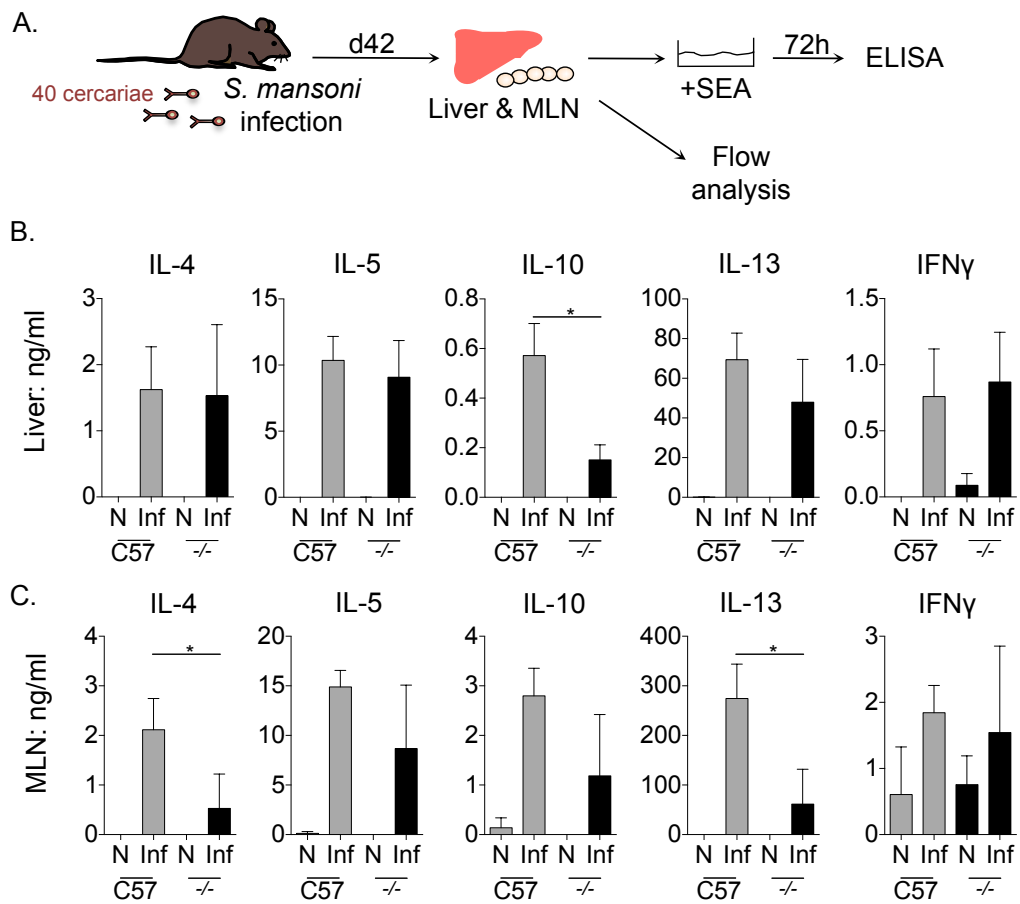 A.
d42
72h
40 cercariae
S. mansoni
infection
Liver & MLN
+SEA
ELISA
Flow
analysis
B.
IL-4
IL-5
IL-10
IL-13
IFNγ
Liver: ng/ml
3
2
1
0
15
10
5
0
0.8
0.6
0.4
0.2
0.0
*
100
80
60
40
20
0
1.5
1.0
0.5
0.0
N Inf N Inf
C57 -/-
N Inf N Inf
C57 -/-
N Inf N Inf
C57 -/-
N Inf N Inf
C57 -/-
N Inf N Inf
C57 -/-
C.
IL-4
IL-5
IL-10
IL-13
IFNγ
MLN: ng/ml
4
3
2
1
0
*
20
15
10
5
0
4
3
2
1
0
400
300
200
100
0
*
3
2
1
0
N Inf N Inf
C57 -/-
N Inf N Inf
C57 -/-
N Inf N Inf
C57 -/-
N Inf N Inf
C57 -/-
N Inf N Inf
C57 -/-